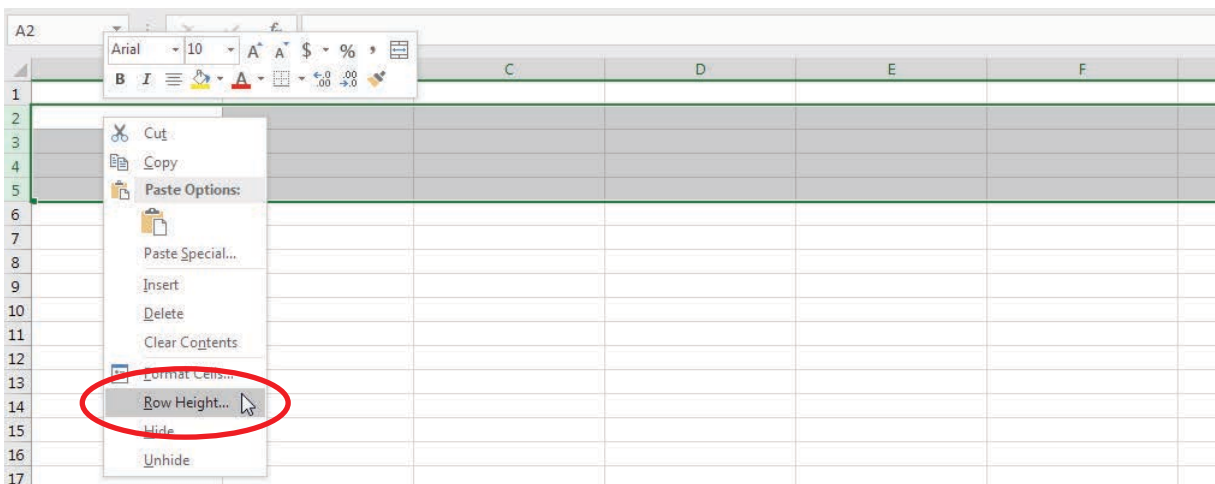 A2
Arial 10 A A $ % ,
B I A .00 .00
C D E F
1
2
3
Cut
4
Copy
5
Paste Options:
6
7
8
Paste Special...
9
Insert
10
Delete
11
Clear Contents
12
13
Format Cells...
14
Row Height...
15
Hide
16
Unhide
17